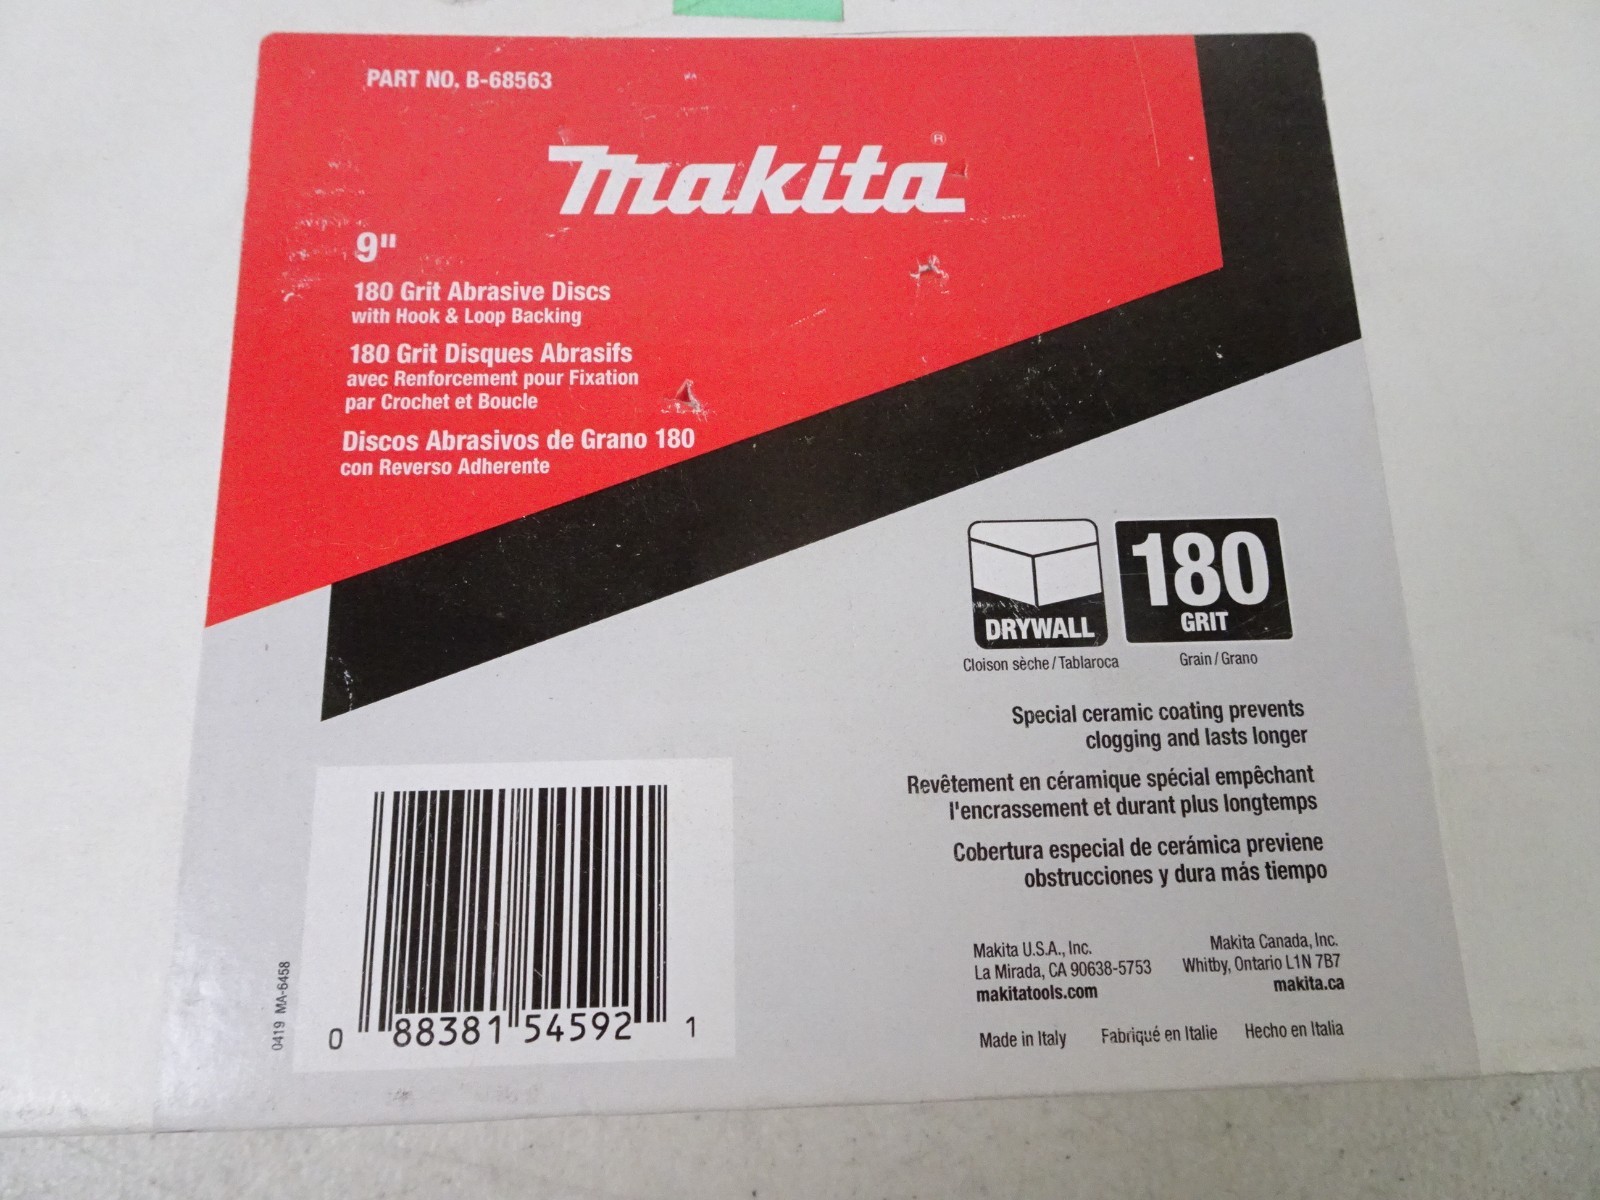 PART NO. B-68563
Makita®
9"
180 Grit Abrasive Discs
with Hook & Loop Backing
180 Grit Disques Abrasifs
avec Renforcement pour Fixation
par Crochet et Boucle
Discos Abrasivos de Grano 180
con Reverso Adherente
DRYWALL
Cloison sèche / Tablaroca
180
GRIT
Grain / Grano
Special ceramic coating prevents
clogging and lasts longer
Revêtement en céramique spécial empêchant
l'encrassement et durant plus longtemps
Cobertura especial de cerámica previene
obstrucciones y dura más tiempo
Makita U.S.A., Inc.
La Mirada, CA 90638-5753
makitatools.com
Makita Canada, Inc.
Whitby, Ontario L1N 7B7
makita.ca
Made in Italy Fabriqué en Italie Hecho en Italia
0419 MA-6458
0 88381 54592 1